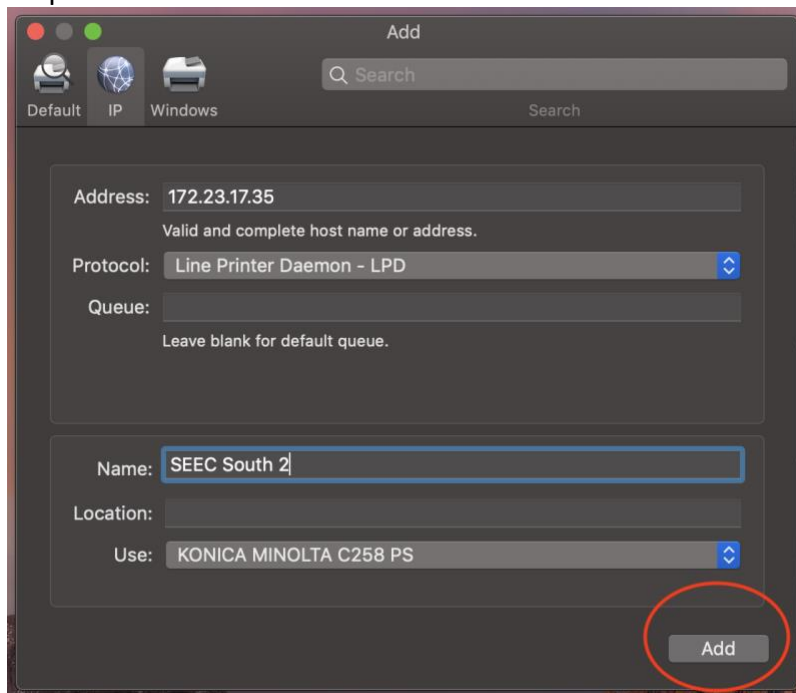 Add
Search
Default IP Windows Search
Address: 172.23.17.35
Valid and complete host name or address.
Protocol: Line Printer Daemon - LPD
Queue:
Leave blank for default queue.
Name: SEEC South 2
Location:
Use: KONICA MINOLTA C258 PS
Add